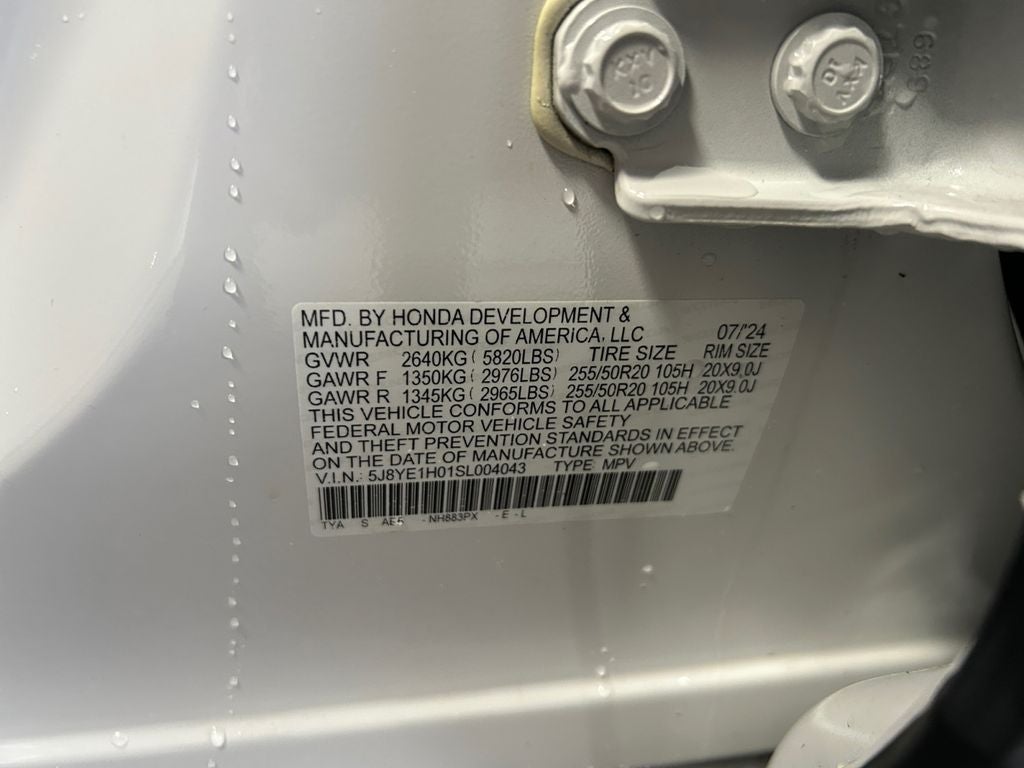 MFD. BY HONDA DEVELOPMENT &
MANUFACTURING OF AMERICA, LLC 07/'24
GVWR 2640KG ( 5820LBS) TIRE SIZE RIM SIZE
GAWR F 1350KG ( 2976LBS) 255/50R20 105H 20X9.0J
GAWR R 1345KG ( 2965LBS) 255/50R20 105H 20X9.0J
THIS VEHICLE CONFORMS TO ALL APPLICABLE
FEDERAL MOTOR VEHICLE SAFETY
AND THEFT PREVENTION STANDARDS IN EFFECT
ON THE DATE OF MANUFACTURE SHOWN ABOVE.
V.I.N.: 5J8YE1H01SL004043 TYPE: MPV
TYA S AE5 -NH883PX -E-L